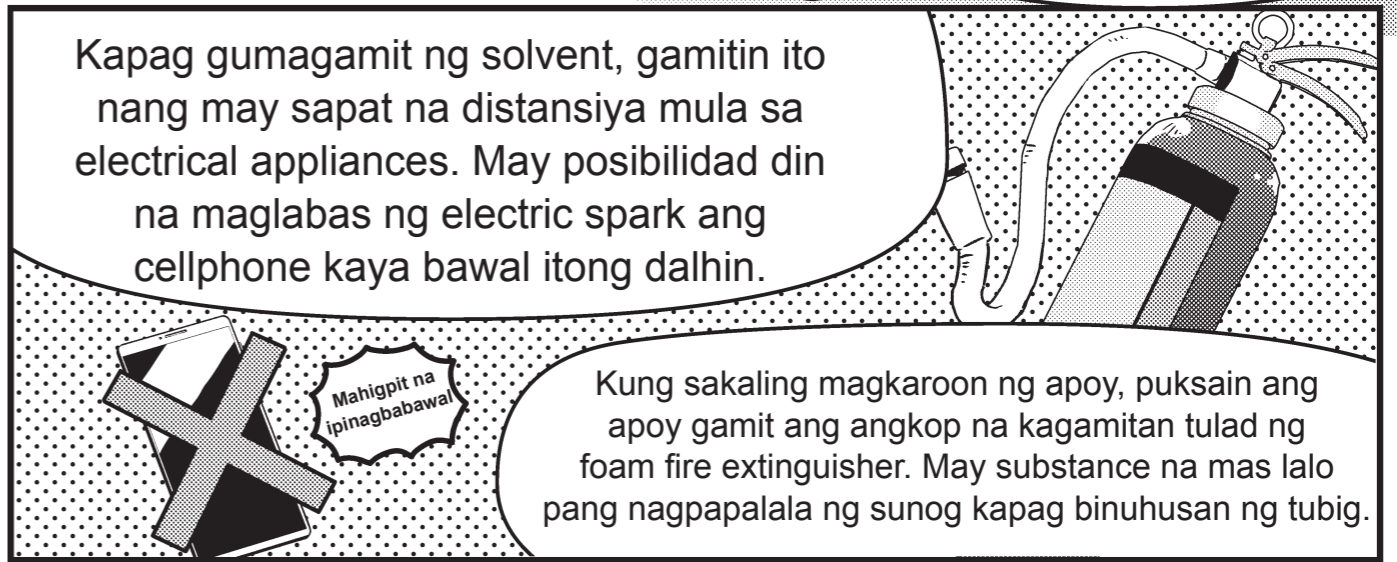 Kapag gumagamit ng solvent, gamitin ito
nang may sapat na distansiya mula sa
electrical appliances. May posibilidad din
na maglabas ng electric spark ang
cellphone kaya bawal itong dalhin.
Mahigpit na
ipinagbabawal
Kung sakaling magkaroon ng apoy, puksain ang
apoy gamit ang angkop na kagamitan tulad ng
foam fire extinguisher. May substance na mas lalo
pang nagpapalala ng sunog kapag binuhusan ng tubig.